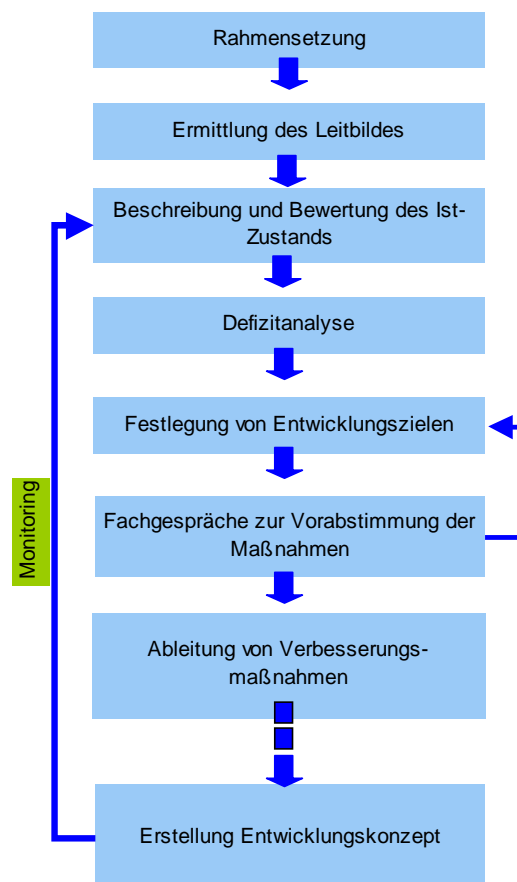 Rahmensetzung
Ermittlung des Leitbildes
Beschreibung und Bewertung des Ist-
Zustands
Defizitanalyse
Festlegung von Entwicklungszielen
Fachgespräche zur Vorabstimmung der
Maßnahmen
Monitoring
Ableitung von Verbesserungs-
maßnahmen
Erstellung Entwicklungskonzept